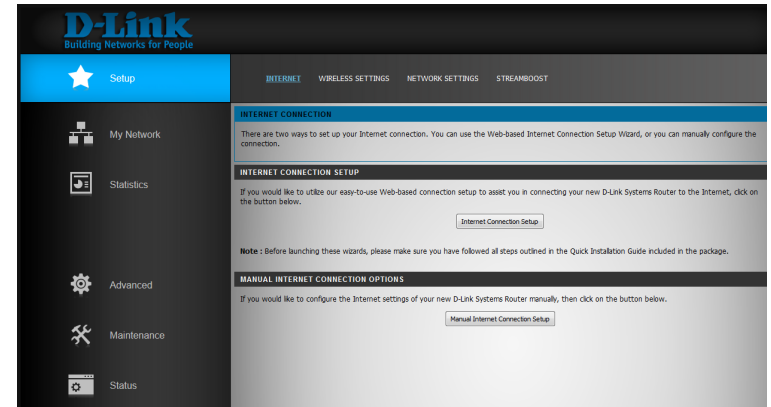 D-Link
Building Networks for People
Setup
INTERNET WIRELESS SETTINGS NETWORK SETTINGS STREAMBOOST
My Network
Statistics
Advanced
Maintenance
Status
INTERNET CONNECTION
There are two ways to set up your Internet connection. You can use the Web-based Internet Connection Setup Wizard, or you can manually configure the
connection.
INTERNET CONNECTION SETUP
If you would like to utilize our easy-to-use Web-based connection setup to assist you in connecting your new D-Link Systems Router to the Internet, click on
the button below.
Internet Connection Setup
Note : Before launching these wizards, please make sure you have followed all steps outlined in the Quick Installation Guide included in the package.
MANUAL INTERNET CONNECTION OPTIONS
If you would like to configure the Internet settings of your new D-Link Systems Router manually, then click on the button below.
Manual Internet Connection Setup